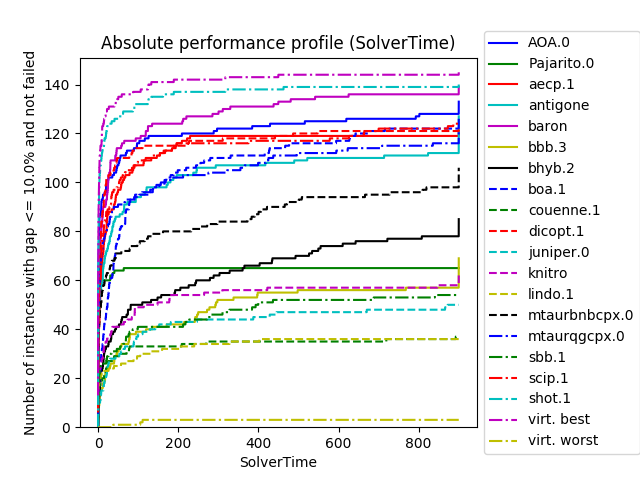 Absolute performance profile (SolverTime)
Number of instances with gap <= 10.0% and not failed
140
120
100
80
60
40
20
0
0 200 400 600 800
SolverTime
AOA.0
Pajarito.0
aecp.1
antigone
baron
bbb.3
bhyb.2
boa.1
couenne.1
dicopt.1
juniper.0
knitro
lindo.1
mtaurbnbcpx.0
mtaurqgcpx.0
sbb.1
scip.1
shot.1
virt. best
virt. worst